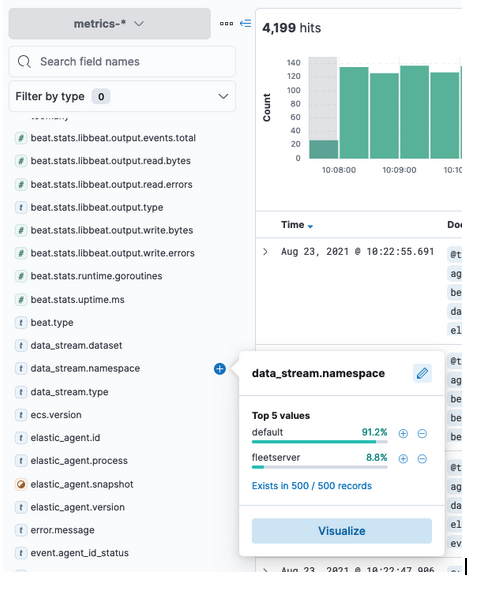 metrics-*
4,199 hits
Search field names
Filter by type 0
Count
140
120
100
80
60
40
20
0
10:08:00 10:09:00 10:10
beat.stats.libbeat.output.events.total
beat.stats.libbeat.output.read.bytes
beat.stats.libbeat.output.read.errors
t beat.stats.libbeat.output.type
# beat.stats.libbeat.output.write.bytes
# beat.stats.libbeat.output.write.errors
# beat.stats.runtime.goroutines
# beat.stats.uptime.ms
t beat.type
t data_stream.dataset
t data_stream.namespace
t data_stream.type
t ecs.version
t elastic_agent.id
t elastic_agent.process
elastic_agent.snapshot
t elastic_agent.version
t error.message
t event.agent_id_status
Time Doc
Aug 23, 2021 @ 10:22:55.691 @t
ag
be
da
el
data_stream.namespace
Top 5 values
default 91.2%
fleetserver 8.8%
Exists in 500 / 500 records
Visualize
@t
ag
be
be
be
@t
ag
da
el
ev
Aug 23, 2021 @ 10:22:47.906 @t